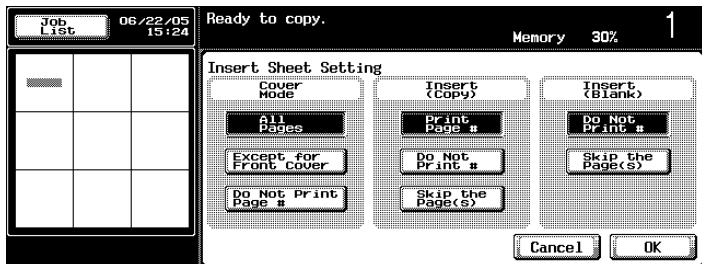 Job
List
06/22/05
15:24
Ready to copy.
Memory 30%
1
Insert Sheet Setting
Cover
Mode
All
Pages
Except for
Front Cover
Do Not Print
Page #
Insert
(Copy)
Print
Page #
Do Not
Print #
Skip the
Page(s)
Insert
(Blank)
Do Not
Print #
Skip the
Page(s)
Cancel
OK